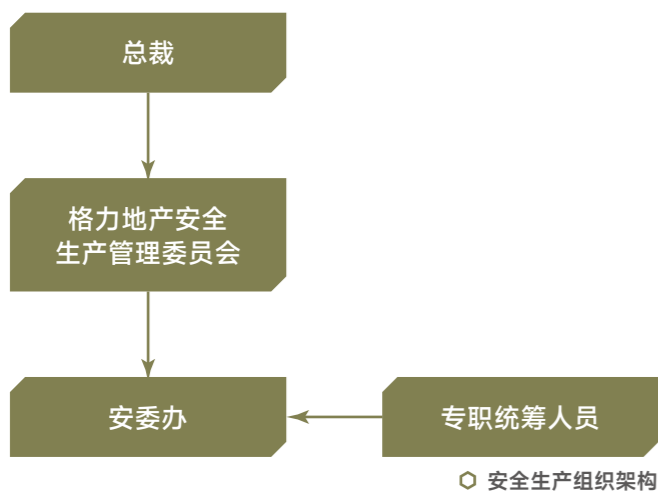 总裁
格力地产安全
生产管理委员会
安委办
专职统筹人员
安全生产组织架构